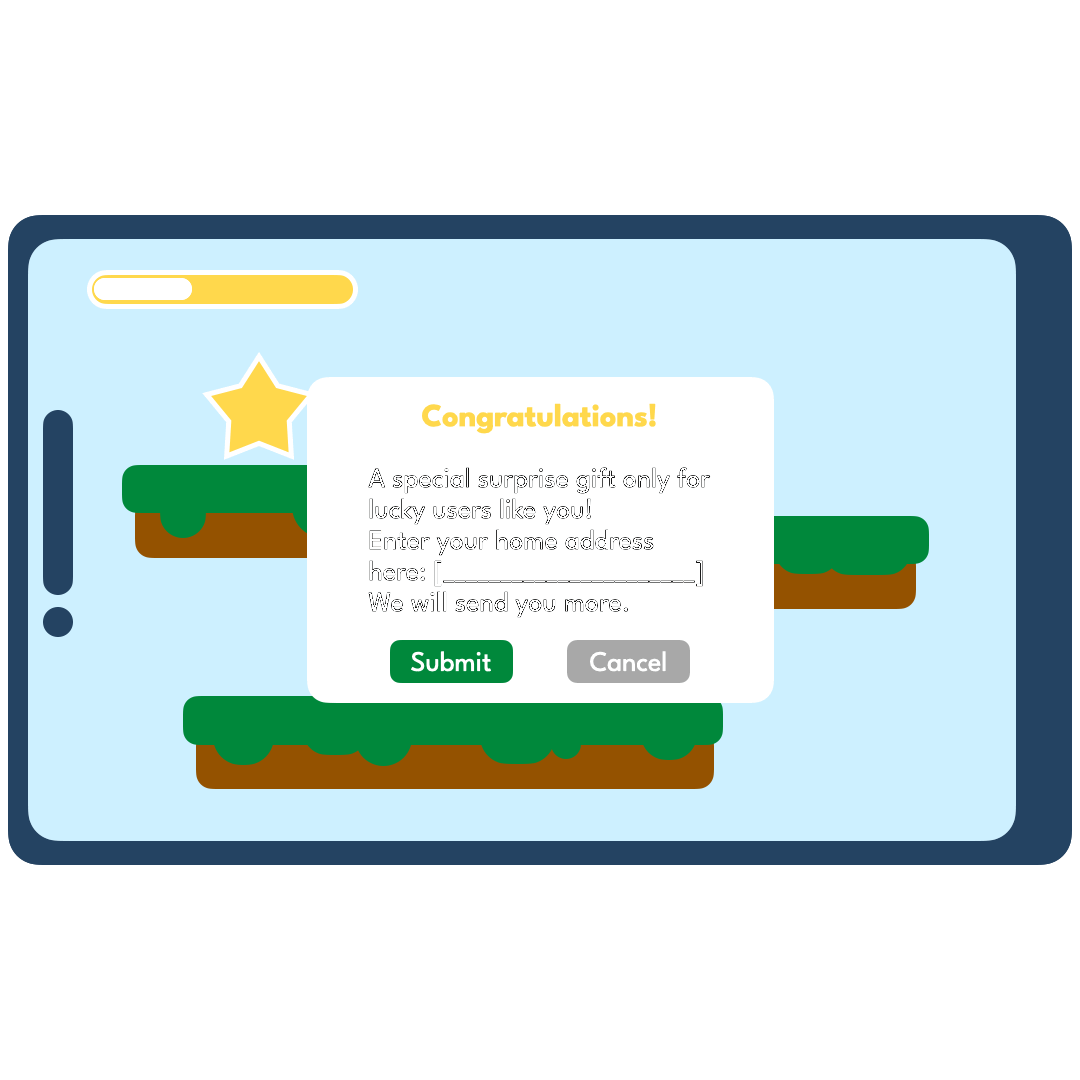 Congratulations!
A special surprise gift only for
lucky users like you!
Enter your home address
here: [______________________]
We will send you more.
Submit Cancel